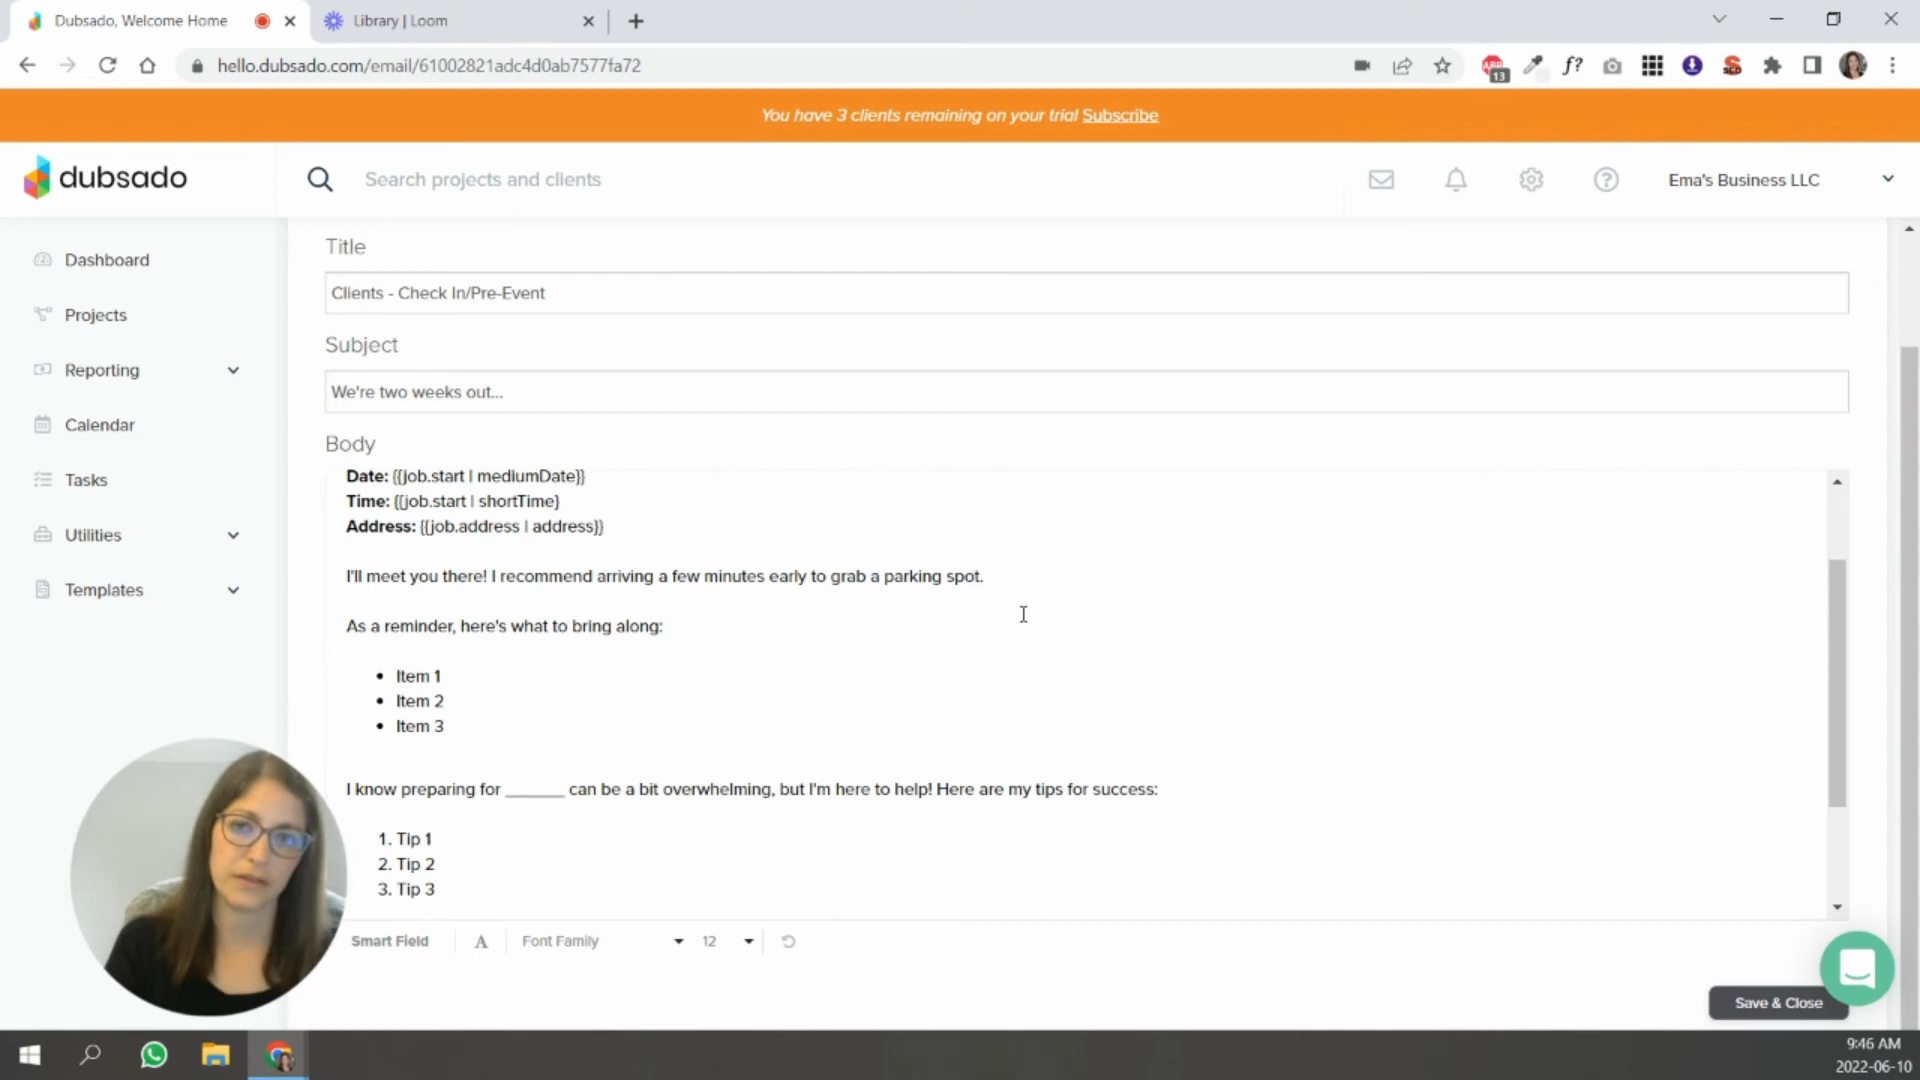 Dubsado, Welcome Home
Library | Loom
hello.dubsado.com/email/61002821adc4d0ab7577fa72
ABP
13
f?
You have 3 clients remaining on your trial Subscribe
dubsado
Search projects and clients
Ema's Business LLC
Dashboard
Projects
Reporting
Calendar
Tasks
Utilities
Templates
Title
Clients - Check In/Pre-Event
Subject
We're two weeks out...
Body
Date: {{job.start | mediumDate}}
Time: {{job.start | shortTime}
Address: {{job.address | address}}
I'll meet you there! I recommend arriving a few minutes early to grab a parking spot.
As a reminder, here's what to bring along:
• Item 1
• Item 2
• Item 3
I know preparing for _______ can be a bit overwhelming, but I'm here to help! Here are my tips for success:
1. Tip 1
2. Tip 2
3. Tip 3
Smart Field
A
Font Family
12
Save & Close
9:46 AM
2022-06-10